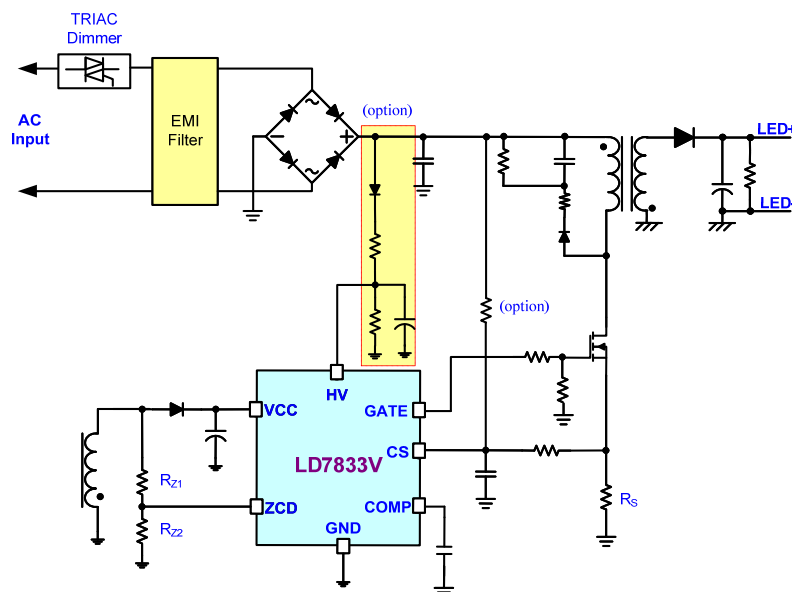 TRIAC
Dimmer
AC
Input
EMI
Filter
(option)
LED+
LED-
(option)
HV
VCC
GATE
LD7833V
CS
RZ1
ZCD
COMP
RS
RZ2
GND